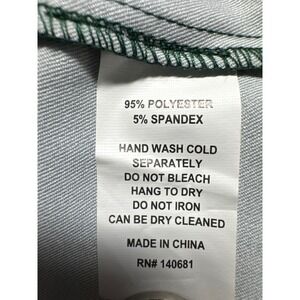 95% POLYESTER
5% SPANDEX
HAND WASH COLD
SEPARATELY
DO NOT BLEACH
HANG TO DRY
DO NOT IRON
CAN BE DRY CLEANED
MADE IN CHINA
RN# 140681